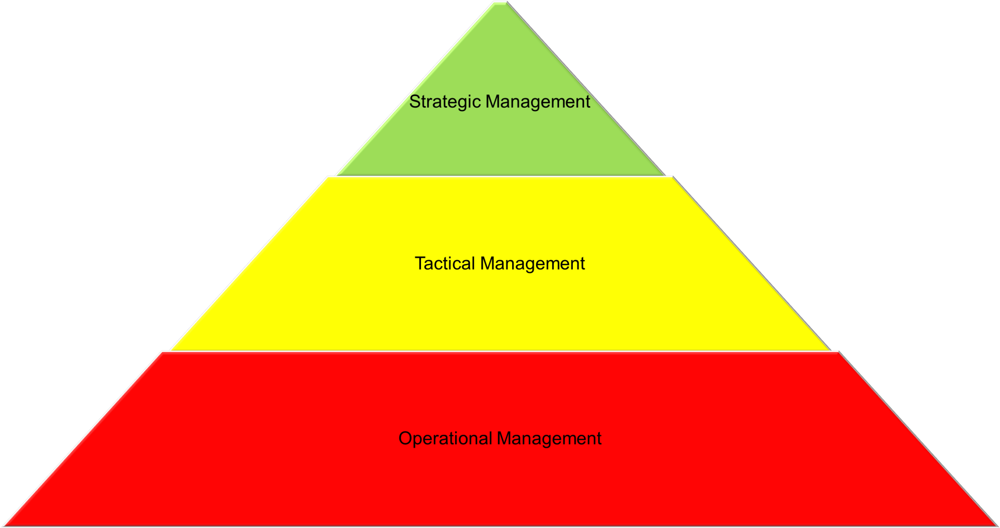 Strategic Management
Tactical Management
Operational Management